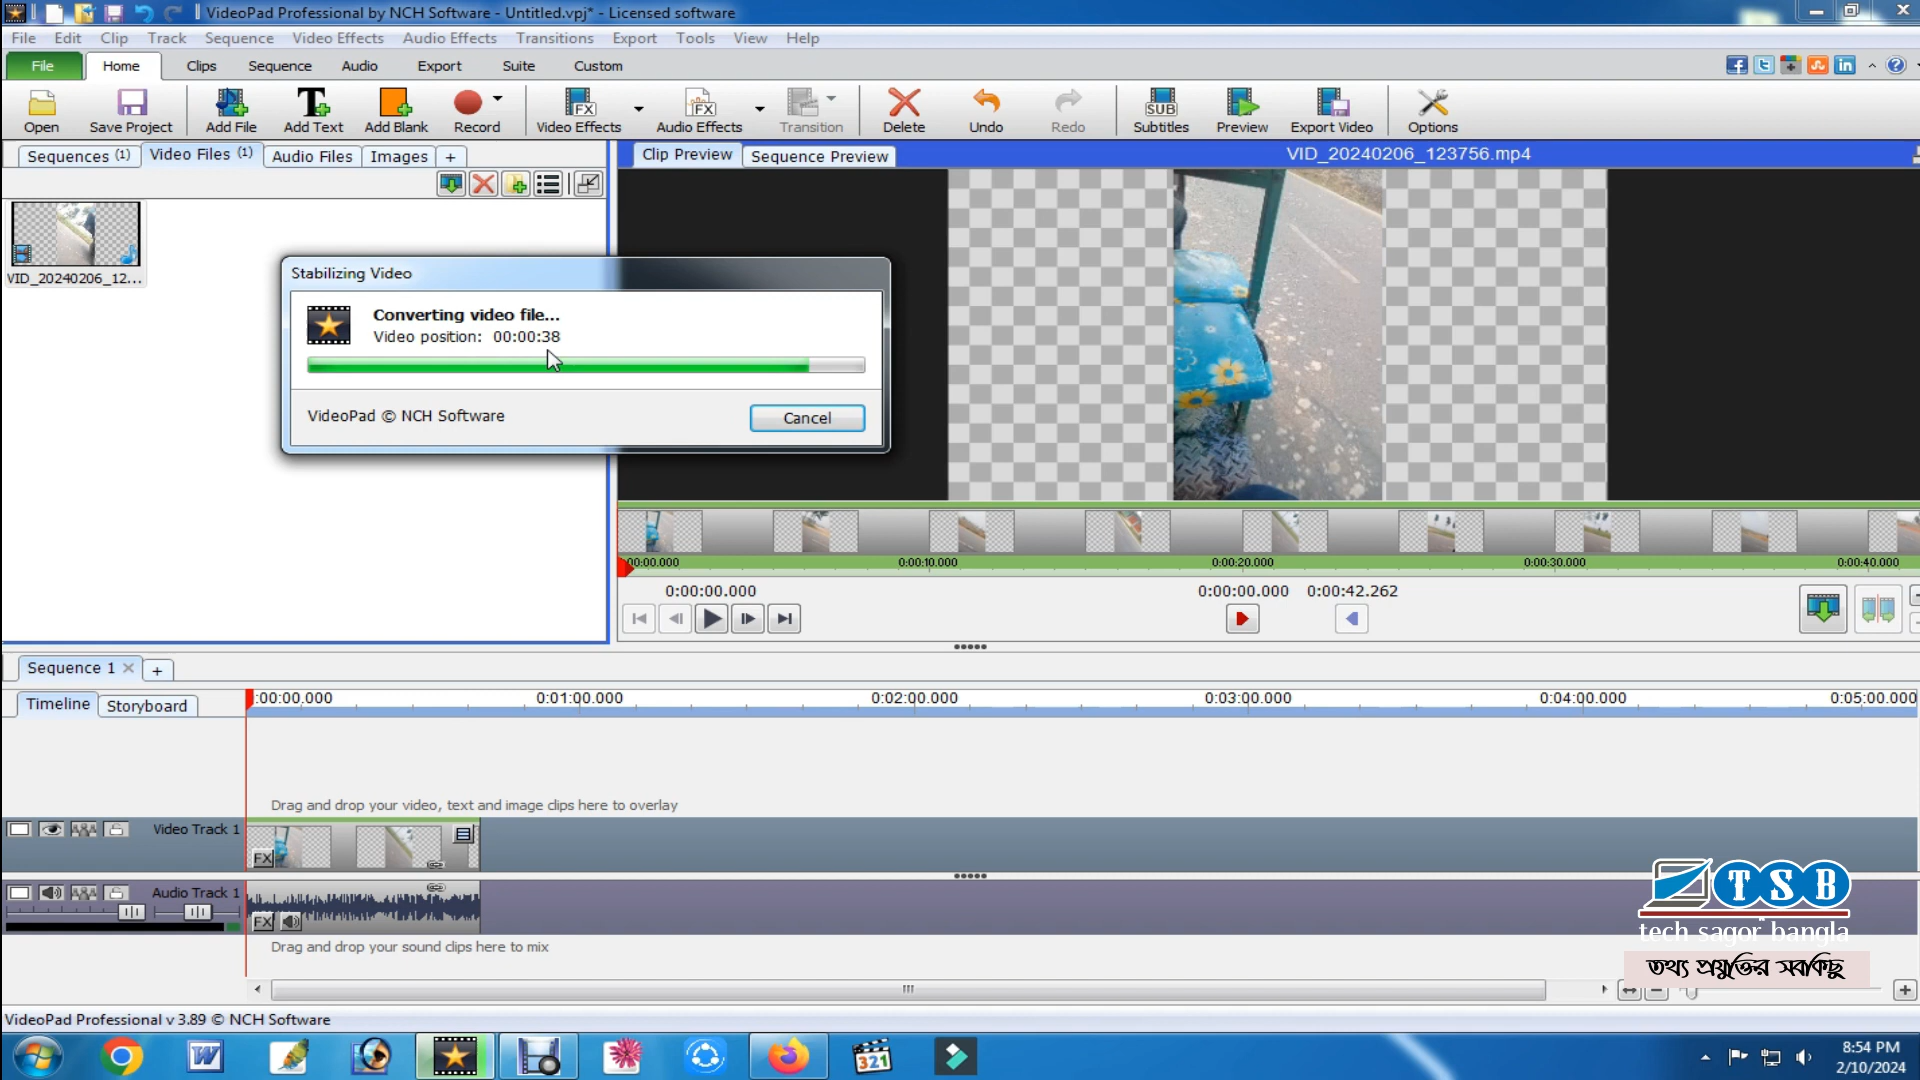 VideoPad Professional by NCH Software - Untitled.vpj* - Licensed software
File Edit Clip Track Sequence Video Effects Audio Effects Transitions Export Tools View Help
File Home Clips Sequence Audio Export Suite Custom
Open Save Project Add File Add Text Add Blank Record Video Effects Audio Effects Transition Delete Undo Redo Subtitles Preview Export Video Options
Sequences (1) Video Files (1) Audio Files Images +
Clip Preview Sequence Preview VID_20240206_123756.mp4
VID_20240206_12...
Stabilizing Video
Converting video file...
Video position: 00:00:38
VideoPad © NCH Software Cancel
00:00.000 0:00:10.000 0:00:20.000 0:00:30.000 0:00:40.000
0:00:00.000 0:00:00.000 0:00:42.262
Sequence 1 +
Timeline Storyboard
:00:00.000 0:01:00.000 0:02:00.000 0:03:00.000 0:04:00.000 0:05:00.000
Drag and drop your video, text and image clips here to overlay
Video Track 1
FX
Audio Track 1
FX
Drag and drop your sound clips here to mix
TSB
tech sagor bangla
তথ্য প্রযুক্তির সবকিছু
VideoPad Professional v 3.89 © NCH Software
321
8:54 PM
2/10/2024